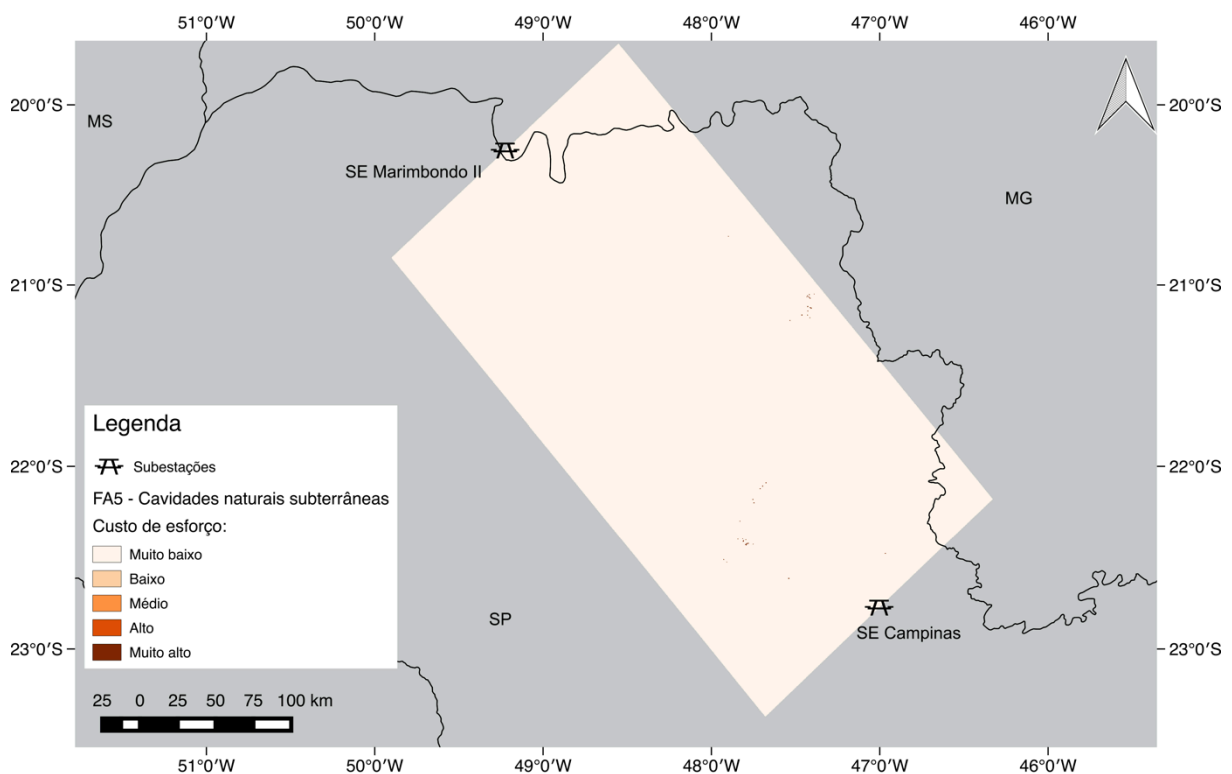 51°0′W 50°0′W 49°0′W 48°0′W 47°0′W 46°0′W
20°0′S 20°0′S
MS
SE Marimbondo II
MG
21°0′S 21°0′S
22°0′S 22°0′S
23°0′S 23°0′S
SP
SE Campinas
Legenda
Subestações
FA5 - Cavidades naturais subterrâneas
Custo de esforço:
Muito baixo
Baixo
Médio
Alto
Muito alto
25 0 25 50 75 100 km
51°0′W 50°0′W 49°0′W 48°0′W 47°0′W 46°0′W